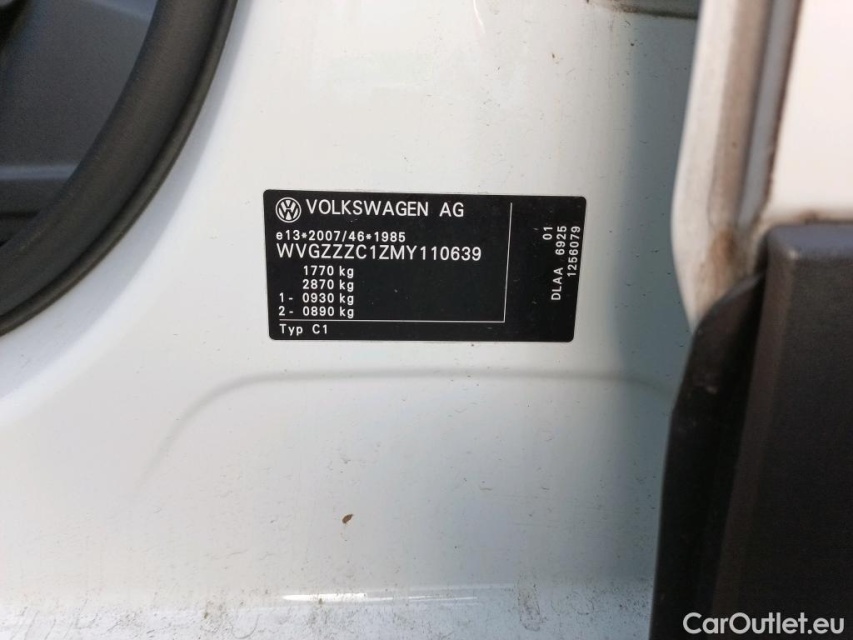 VOLKSWAGEN AG
e13*2007/46*1985
WVGZZZC1ZMY110639
1770 kg
2870 kg
1- 0930 kg
2- 0890 kg
Typ C1
01
DLAA 6925
1256079
CarOutlet.eu